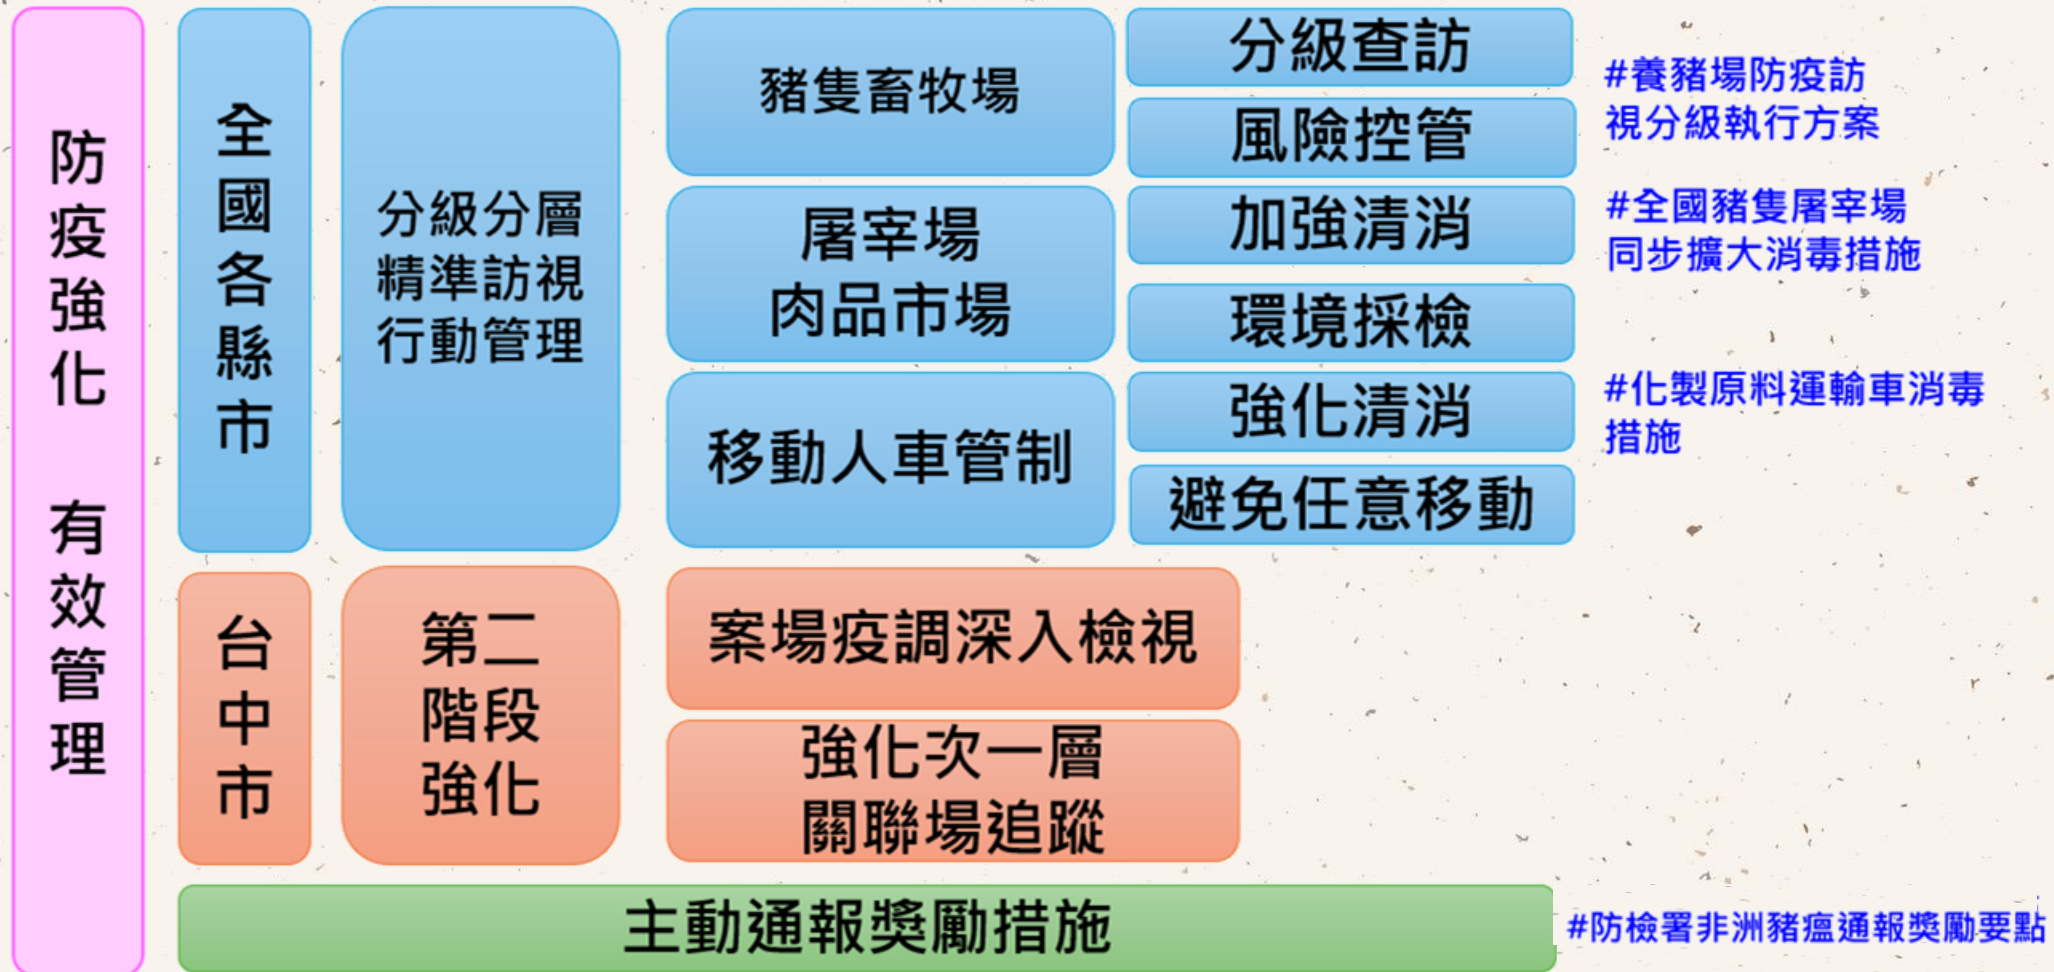 防疫強化 有效管理
全國各縣市
分級分層
精準訪視
行動管理
豬隻畜牧場
分級查訪
風險控管
#養豬場防疫訪
視分級執行方案
屠宰場
肉品市場
加強清消
環境採檢
#全國豬隻屠宰場
同步擴大消毒措施
移動人車管制
強化清消
避免任意移動
#化製原料運輸車消毒
措施
台中市
第二
階段
強化
案場疫調深入檢視
強化次一層
關聯場追蹤
主動通報獎勵措施
#防檢署非洲豬瘟通報獎勵要點